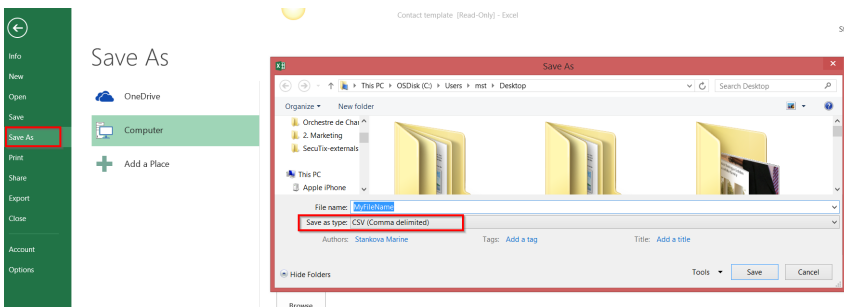 Contact template [Read-Only] - Excel
Info
New
Open
Save
Save As
Print
Share
Export
Close
Account
Options
Save As
OneDrive
Computer
Add a Place
Save As
This PC ▸ OSDisk (C:) ▸ Users ▸ mst ▸ Desktop
Search Desktop
Organize
New folder
Orchestre de Char
2. Marketing
SecuTix-externals
This PC
Apple iPhone
File name: MyFileName
Save as type: CSV (Comma delimited)
Authors: Stankova Marine
Tags: Add a tag
Title: Add a title
Hide Folders
Tools
Save
Cancel
Browse